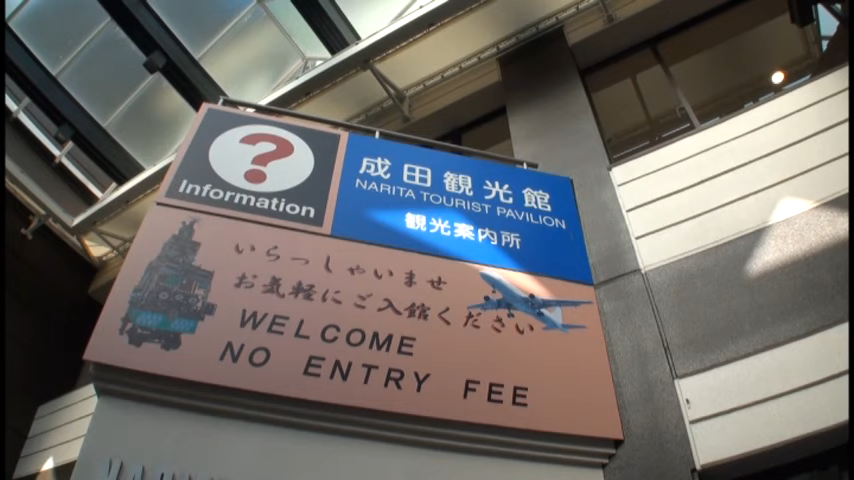 ?
Information
成田観光館
NARITA TOURIST PAVILION
観光案内所
いらっしゃいませ
お気軽にご入館ください
WELCOME
NO ENTRY FEE